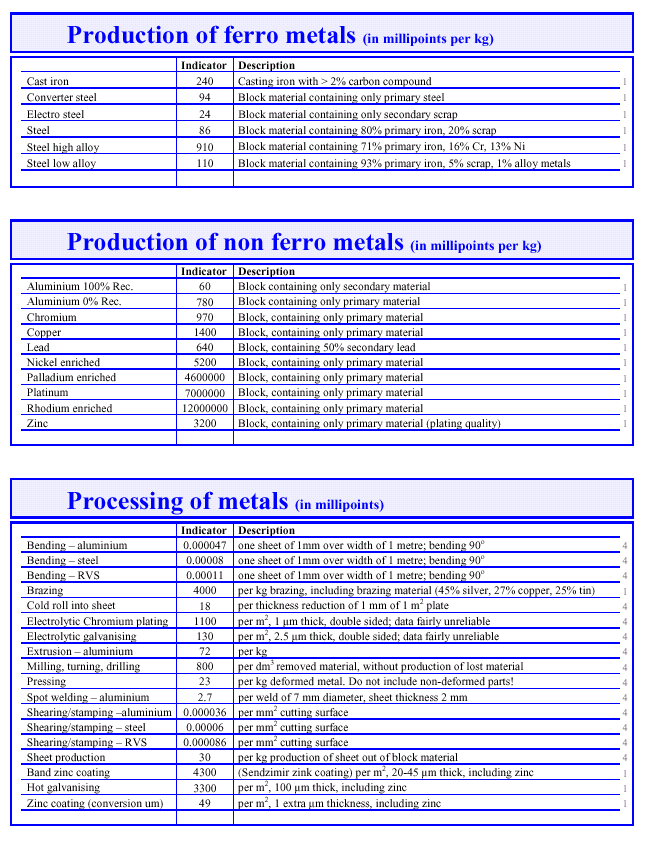 Production of ferro metals (in millipoints per kg)
Indicator Description
Cast iron 240 Casting iron with > 2% carbon compound 1
Converter steel 94 Block material containing only primary steel 1
Electro steel 24 Block material containing only secondary scrap 1
Steel 86 Block material containing 80% primary iron, 20% scrap 1
Steel high alloy 910 Block material containing 71% primary iron, 16% Cr, 13% Ni 1
Steel low alloy 110 Block material containing 93% primary iron, 5% scrap, 1% alloy metals 1
Production of non ferro metals (in millipoints per kg)
Indicator Description
Aluminium 100% Rec. 60 Block containing only secondary material 1
Aluminium 0% Rec. 780 Block containing only primary material 1
Chromium 970 Block, containing only primary material 1
Copper 1400 Block, containing only primary material 1
Lead 640 Block, containing 50% secondary lead 1
Nickel enriched 5200 Block, containing only primary material 1
Palladium enriched 4600000 Block, containing only primary material 1
Platinum 7000000 Block, containing only primary material 1
Rhodium enriched 12000000 Block, containing only primary material 1
Zinc 3200 Block, containing only primary material (plating quality) 1
Processing of metals (in millipoints)
Indicator Description
Bending – aluminium 0.000047 one sheet of 1mm over width of 1 metre; bending 90° 4
Bending – steel 0.00008 one sheet of 1mm over width of 1 metre; bending 90° 4
Bending – RVS 0.00011 one sheet of 1mm over width of 1 metre; bending 90° 4
Brazing 4000 per kg brazing, including brazing material (45% silver, 27% copper, 25% tin) 1
Cold roll into sheet 18 per thickness reduction of 1 mm of 1 m² plate 4
Electrolytic Chromium plating 1100 per m², 1 µm thick, double sided; data fairly unreliable 4
Electrolytic galvanising 130 per m², 2.5 µm thick, double sided; data fairly unreliable 4
Extrusion – aluminium 72 per kg 4
Milling, turning, drilling 800 per dm³ removed material, without production of lost material 4
Pressing 23 per kg deformed metal. Do not include non-deformed parts! 4
Spot welding – aluminium 2.7 per weld of 7 mm diameter, sheet thickness 2 mm 4
Shearing/stamping –aluminium 0.000036 per mm² cutting surface 4
Shearing/stamping – steel 0.00006 per mm² cutting surface 4
Shearing/stamping – RVS 0.000086 per mm² cutting surface 4
Sheet production 30 per kg production of sheet out of block material 4
Band zinc coating 4300 (Sendzimir zink coating) per m², 20-45 µm thick, including zinc 1
Hot galvanising 3300 per m², 100 µm thick, including zinc 1
Zinc coating (conversion um) 49 per m², 1 extra µm thickness, including zinc 1